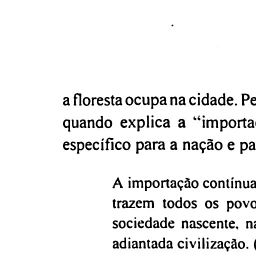 a floresta ocupa na cidade. Pe
quando explica a “importa
específico para a nação e pa
A importação contínua
trazem todos os povo
sociedade nascente, na
adiantada civilização. (